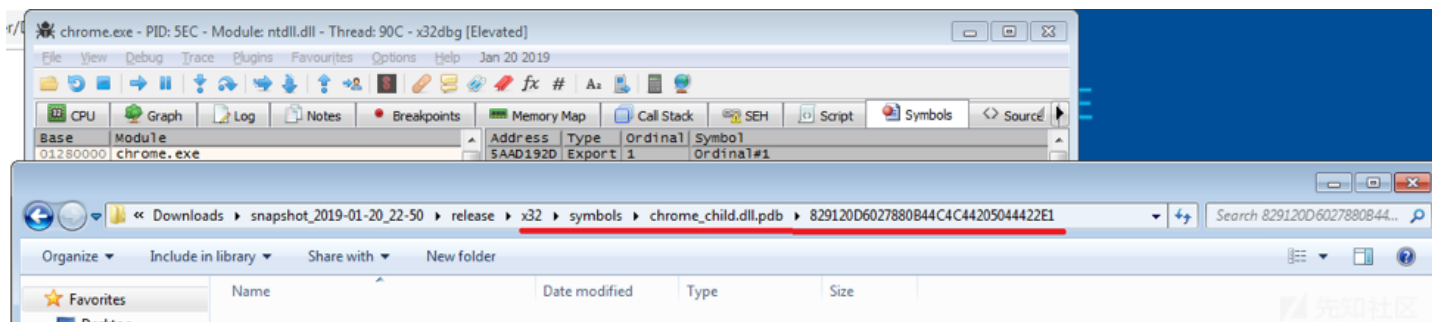 chrome.exe - PID: 5EC - Module: ntdll.dll - Thread: 90C - x32dbg [Elevated]
File View Debug Trace Plugins Favourites Options Help Jan 20 2019
CPU Graph Log Notes Breakpoints Memory Map Call Stack SEH Script Symbols Source
Base Module Address Type Ordinal Symbol
01280000 chrome.exe 5AAD192D Export 1 Ordinal#1
« Downloads snapshot_2019-01-20_22-50 release x32 symbols chrome_child.dll.pdb 829120D6027880B44C4C44205044422E1 Search 829120D6027880B44...
Organize Include in library Share with New folder
Favorites Name Date modified Type Size
先知社区